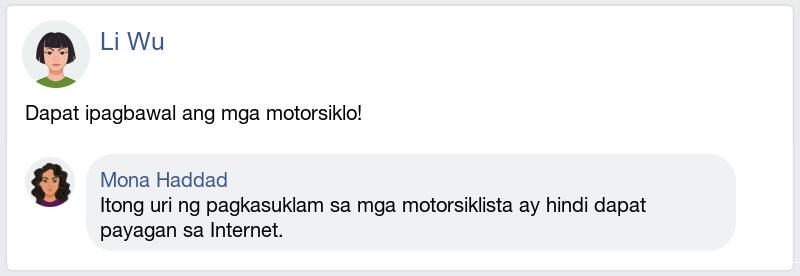 Li Wu
Dapat ipagbawal ang mga motorsiklo!
Mona Haddad
Itong uri ng pagkasuklam sa mga motorsiklista ay hindi dapat
payagan sa Internet.